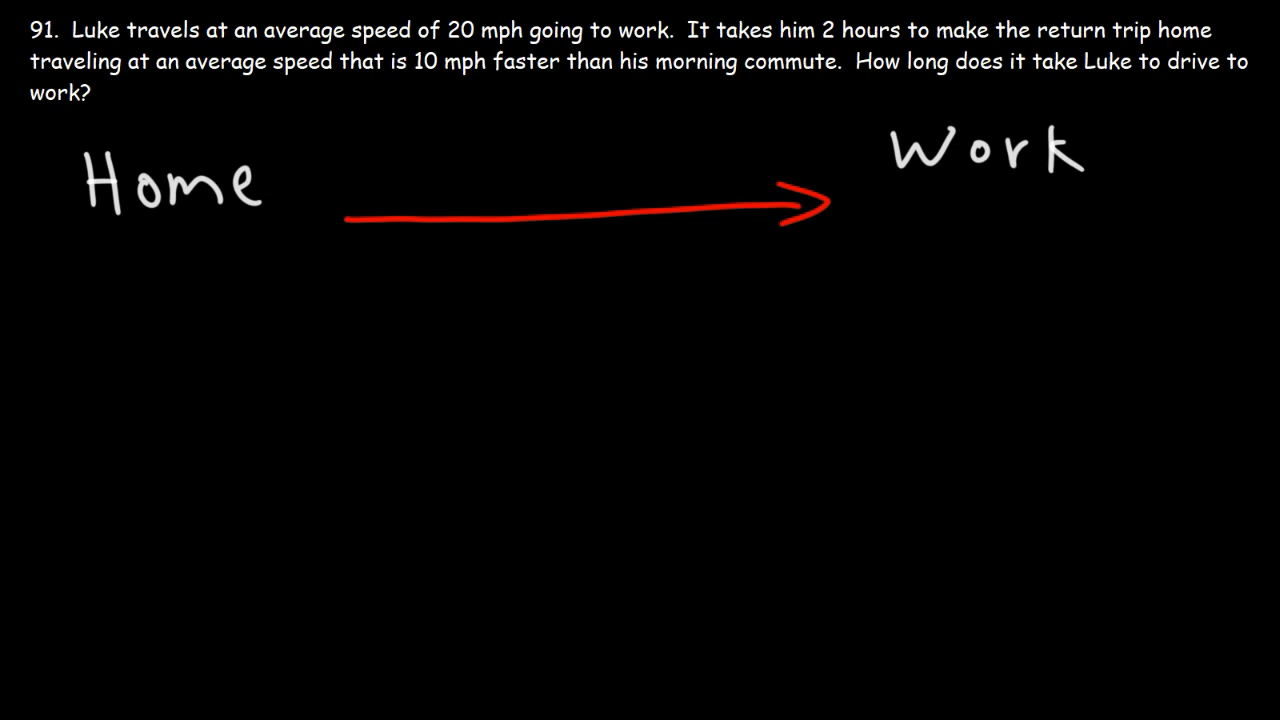 91. Luke travels at an average speed of 20 mph going to work. It takes him 2 hours to make the return trip home
traveling at an average speed that is 10 mph faster than his morning commute. How long does it take Luke to drive to
work?
Home
Work